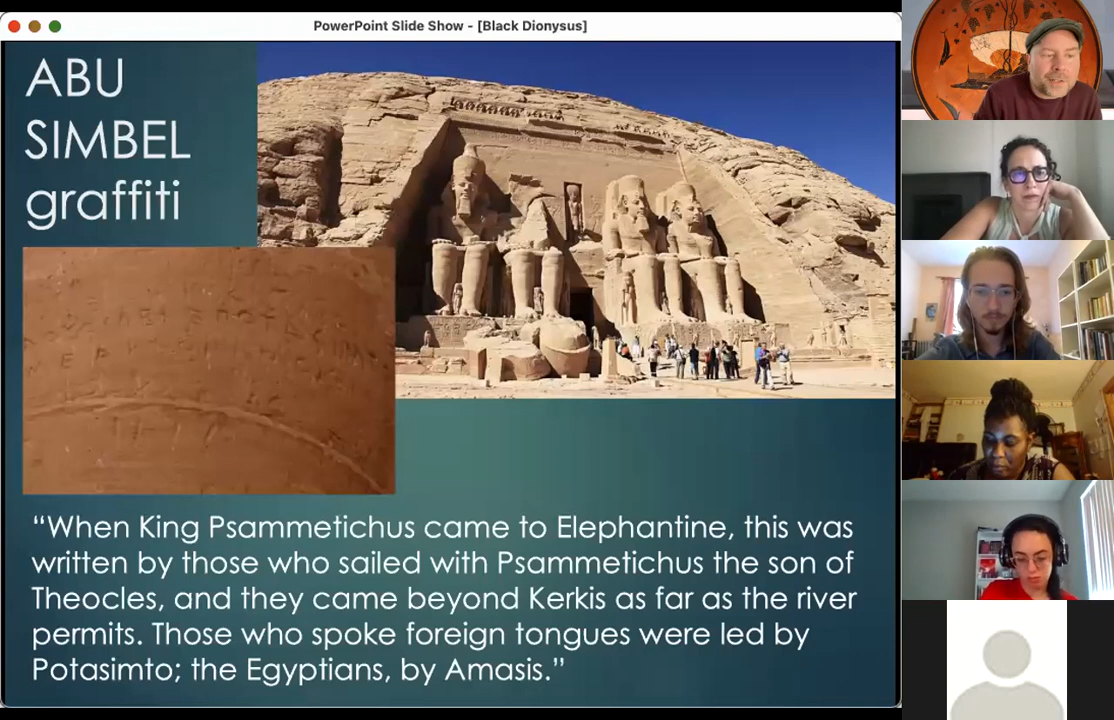 PowerPoint Slide Show - [Black Dionysus]
ABU
SIMBEL
graffiti
“When King Psammetichus came to Elephantine, this was
written by those who sailed with Psammetichus the son of
Theocles, and they came beyond Kerkis as far as the river
permits. Those who spoke foreign tongues were led by
Potasimto; the Egyptians, by Amasis.”